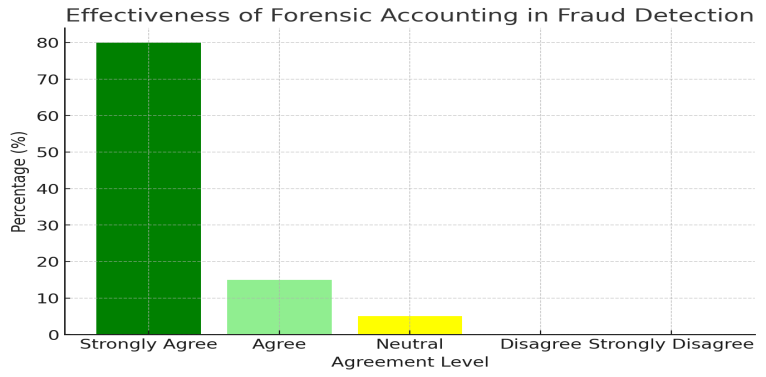 Effectiveness of Forensic Accounting in Fraud Detection
Percentage (%)
80
70
60
50
40
30
20
10
0
Strongly Agree Agree Neutral Disagree Strongly Disagree
Agreement Level